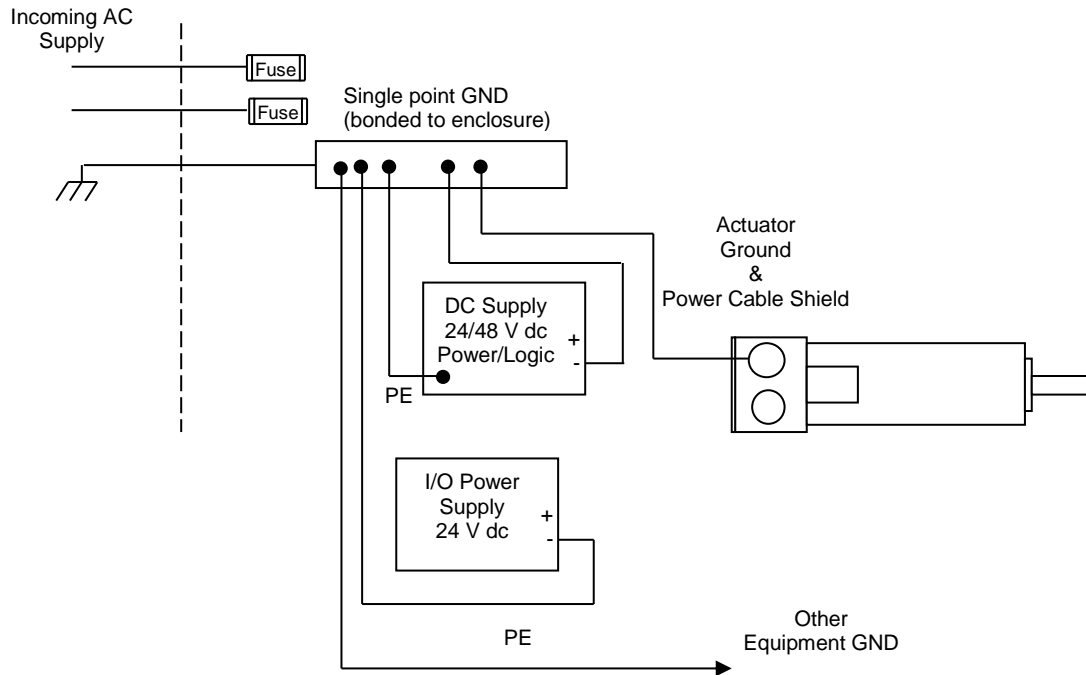 Incoming AC
Supply
Fuse
Fuse
Single point GND
(bonded to enclosure)
Actuator
Ground
&
Power Cable Shield
DC Supply
24/48 V dc
Power/Logic
+
-
PE
I/O Power
Supply
24 V dc
+
-
PE
Other
Equipment GND